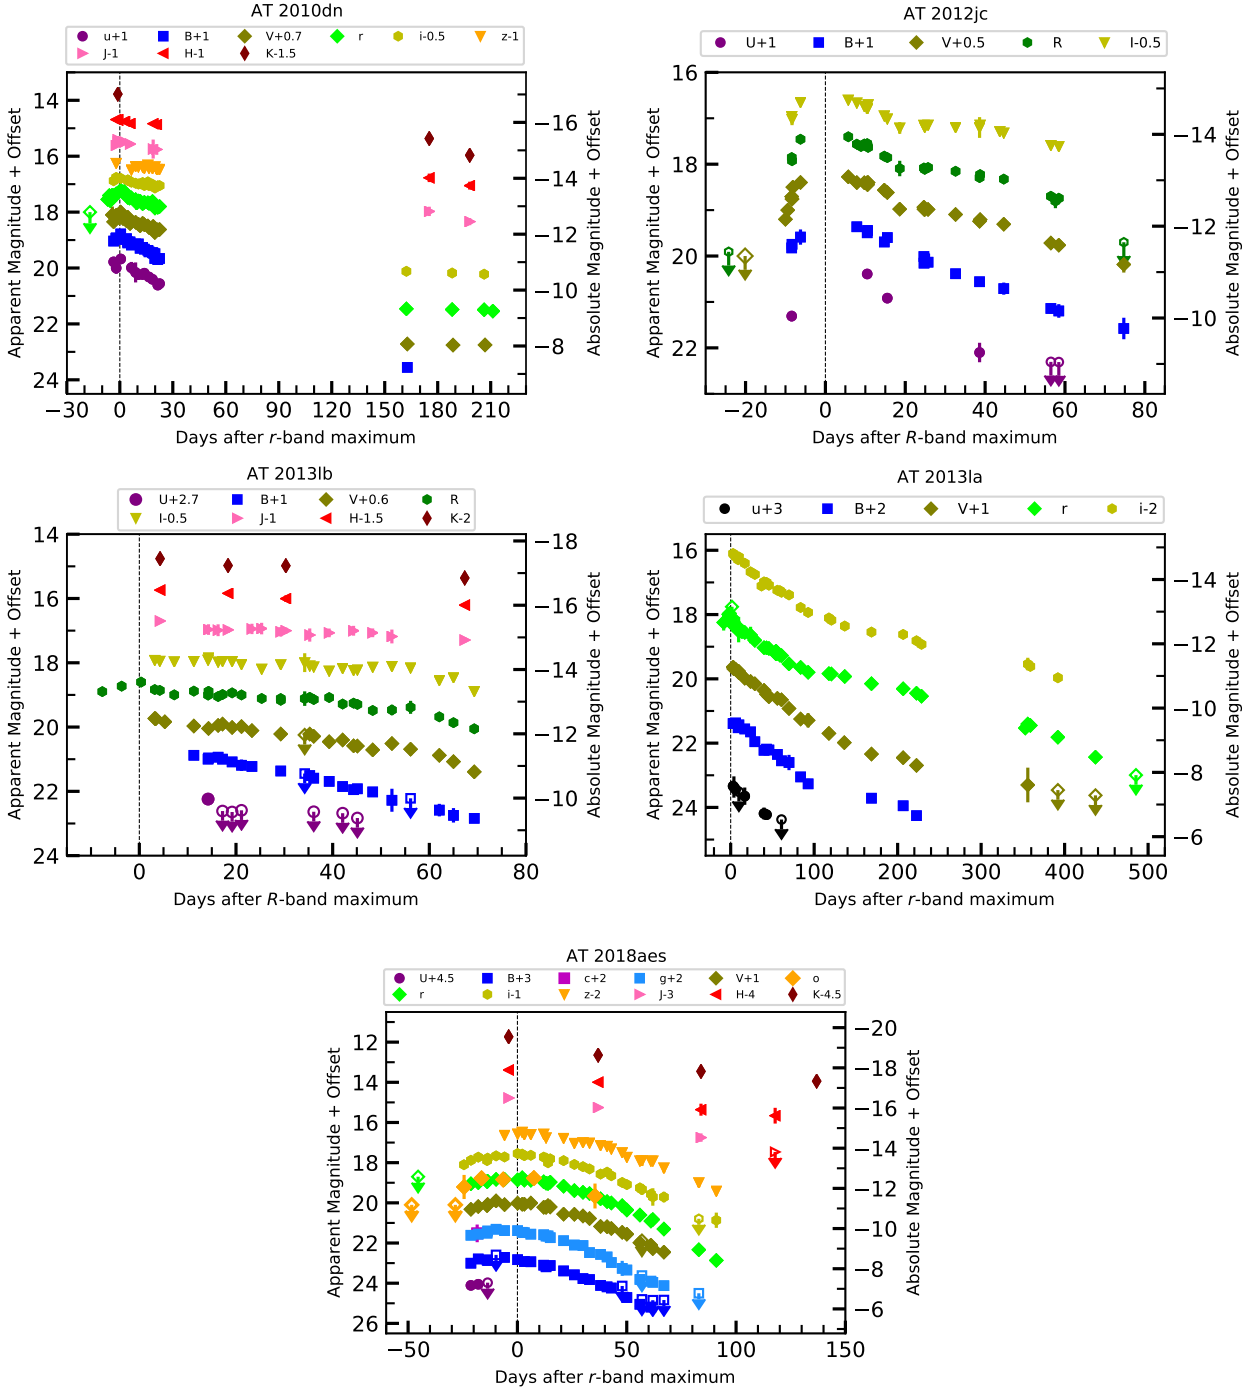 AT 2010dn
u+1 B+1 V+0.7 r i-0.5 z-1
J-1 H-1 K-1.5
14
16
18
20
22
24
−16
−14
−12
−10
−8
Apparent Magnitude + Offset
Absolute Magnitude + Offset
−30 0 30 60 90 120 150 180 210
Days after r-band maximum
AT 2012jc
U+1 B+1 V+0.5 R I-0.5
16
18
20
22
−14
−12
−10
Apparent Magnitude + Offset
Absolute Magnitude + Offset
−20 0 20 40 60 80
Days after R-band maximum
AT 2013lb
U+2.7 B+1 V+0.6 R
I-0.5 J-1 H-1.5 K-2
14
16
18
20
22
24
−18
−16
−14
−12
−10
Apparent Magnitude + Offset
Absolute Magnitude + Offset
0 20 40 60 80
Days after R-band maximum
AT 2013la
u+3 B+2 V+1 r i-2
16
18
20
22
24
−14
−12
−10
−8
−6
Apparent Magnitude + Offset
Absolute Magnitude + Offset
0 100 200 300 400 500
Days after r-band maximum
AT 2018aes
U+4.5 B+3 c+2 g+2 V+1 o
r i-1 z-2 J-3 H-4 K-4.5
12
14
16
18
20
22
24
26
−20
−18
−16
−14
−12
−10
−8
−6
Apparent Magnitude + Offset
Absolute Magnitude + Offset
−50 0 50 100 150
Days after r-band maximum